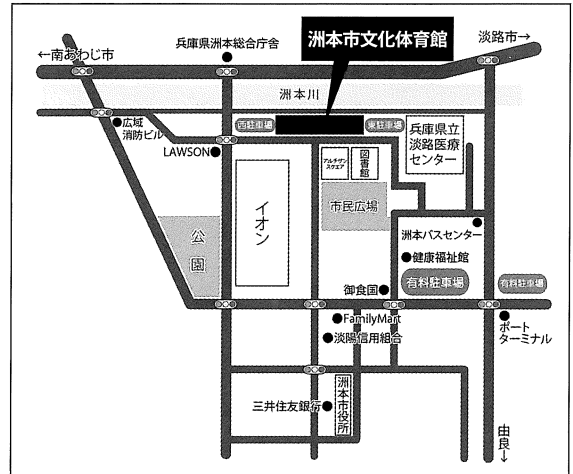 兵庫県洲本総合庁舎
洲本市文化体育館
淡路市→
←南あわじ市
洲本川
広域
消防ビル
西駐車場
東駐車場
兵庫県立
淡路医療
センター
LAWSON
アルチザン
スクエア
図書館
イオン
市民広場
公園
洲本バスセンター
健康福祉館
有料駐車場
有料駐車場
御食国
FamilyMart
淡陽信用組合
ポート
ターミナル
三井住友銀行
洲本市役所
由良→